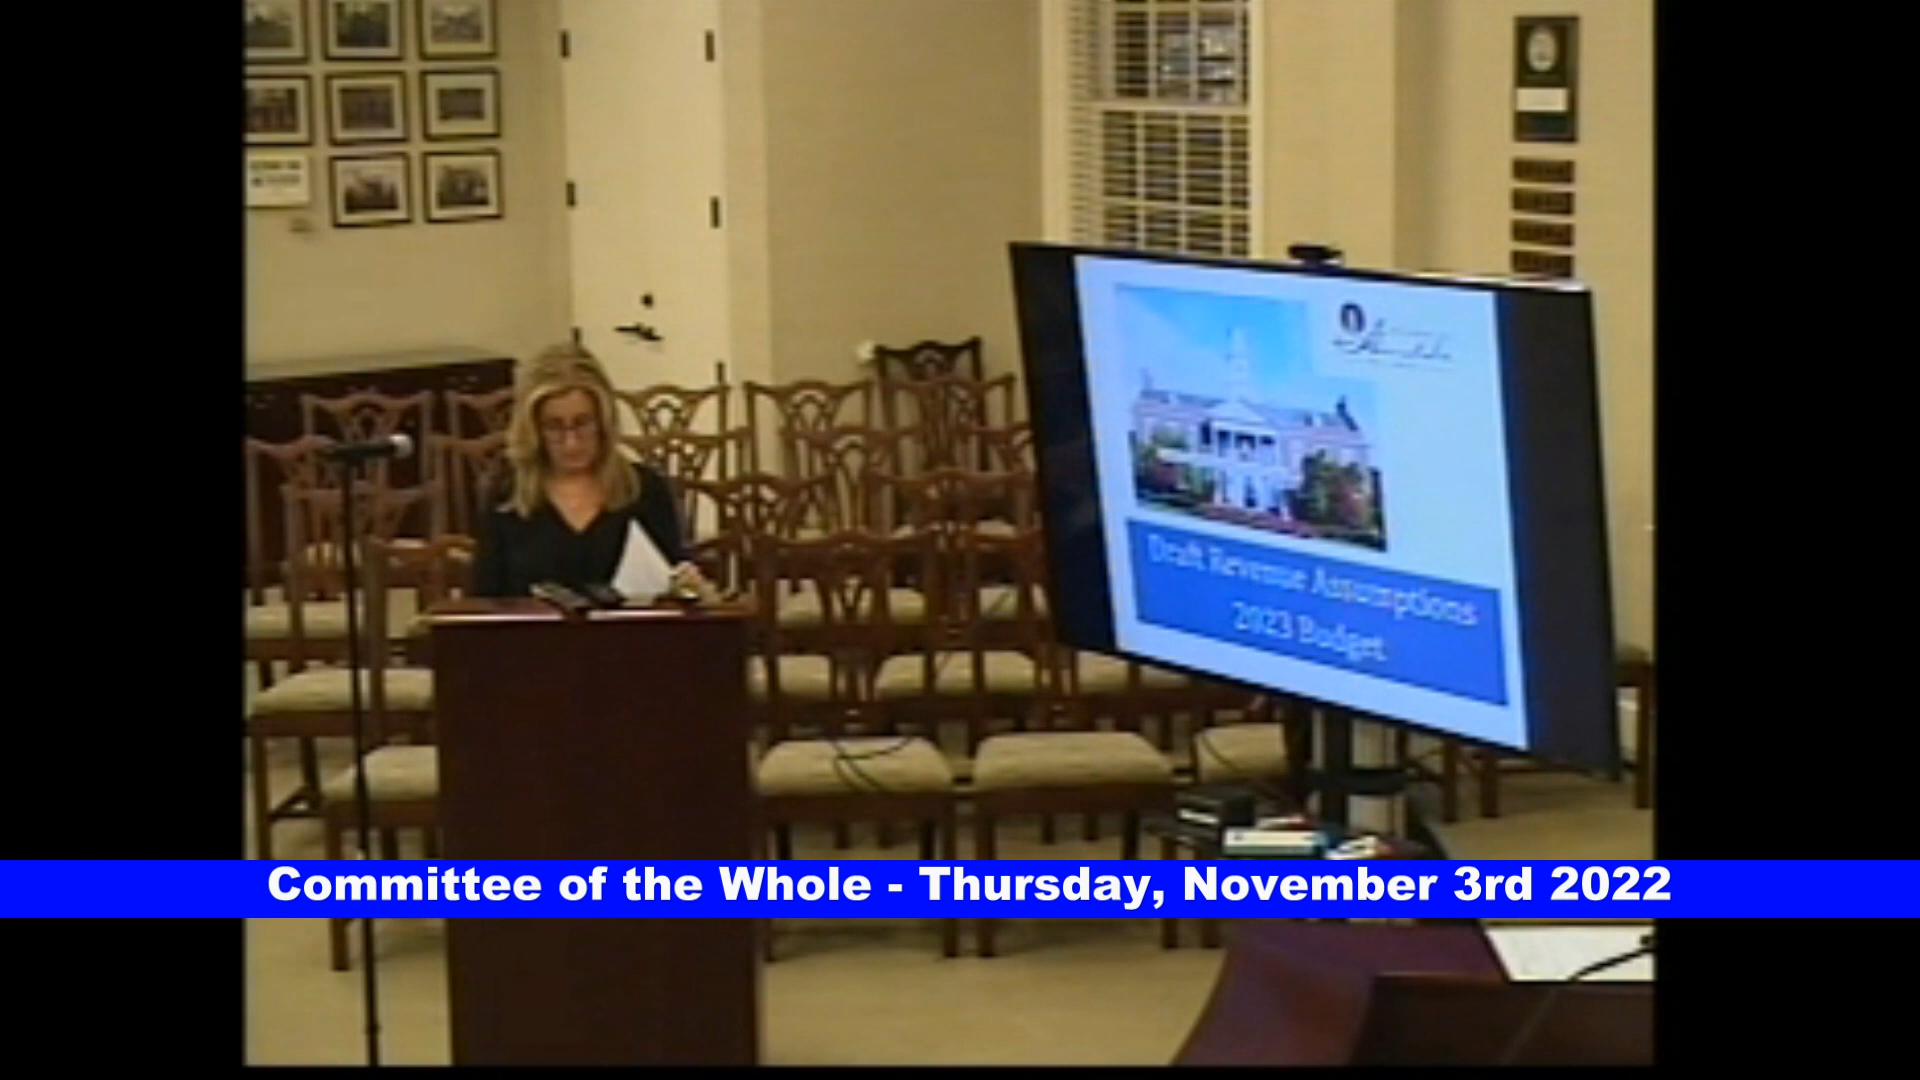 Draft Revenue Assumptions
2023 Budget
Committee of the Whole - Thursday, November 3rd 2022